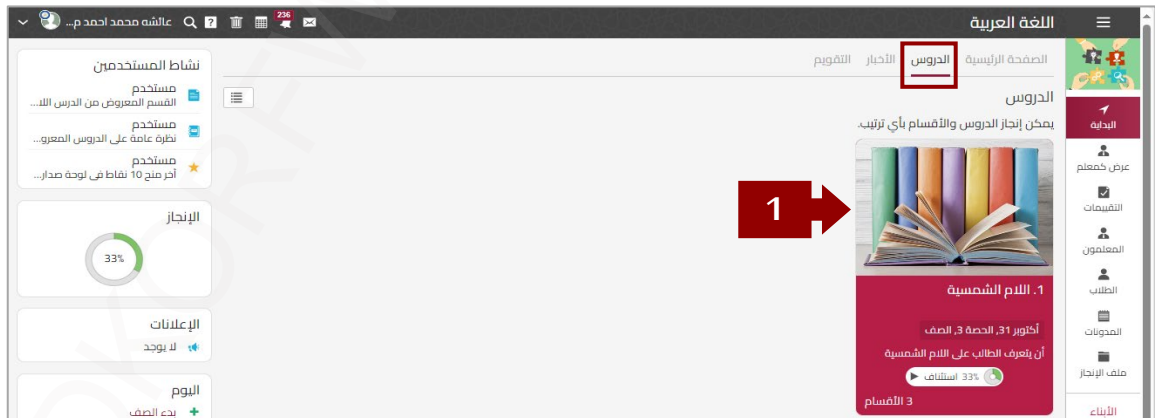 اللغة العربية
236
عائشه محمد احمد م...
الصفحة الرئيسية
الدروس
الأخبار
التقويم
الدروس
يمكن إنجاز الدروس والأقسام بأي ترتيب.
1
1. اللام الشمسية
أكتوبر 31, الحصة 3, الصف
أن يتعرف الطالب على اللام الشمسية
33% استئناف
3 الأقسام
البداية
عرض كمعلم
التقييمات
المعلمون
الطلاب
المدونات
ملف الإنجاز
الأبناء
نشاط المستخدمين
مستخدم
القسم المعروض من الدرس اللا...
مستخدم
نظرة عامة على الدروس المعرو...
مستخدم
أخر منح 10 نقاط في لوحة صدار...
الإنجاز
33%
الإعلانات
لا يوجد
اليوم
بدء الصف